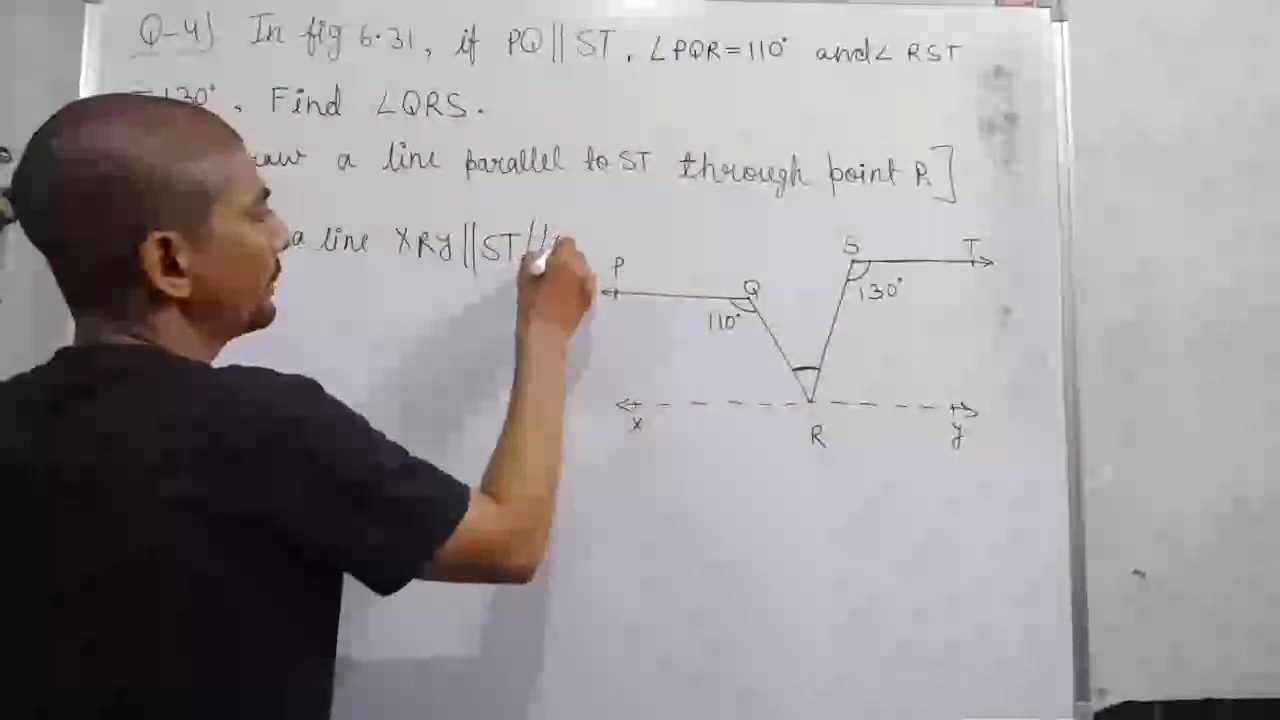 Q-4) In fig 6.31, if PQ || ST, ∠PQR = 110° and ∠ RST
= 130°. Find ∠QRS.
a line parallel to ST through point R]
a line XRY || ST ||
P
Q
110°
S
T
130°
X
R
y